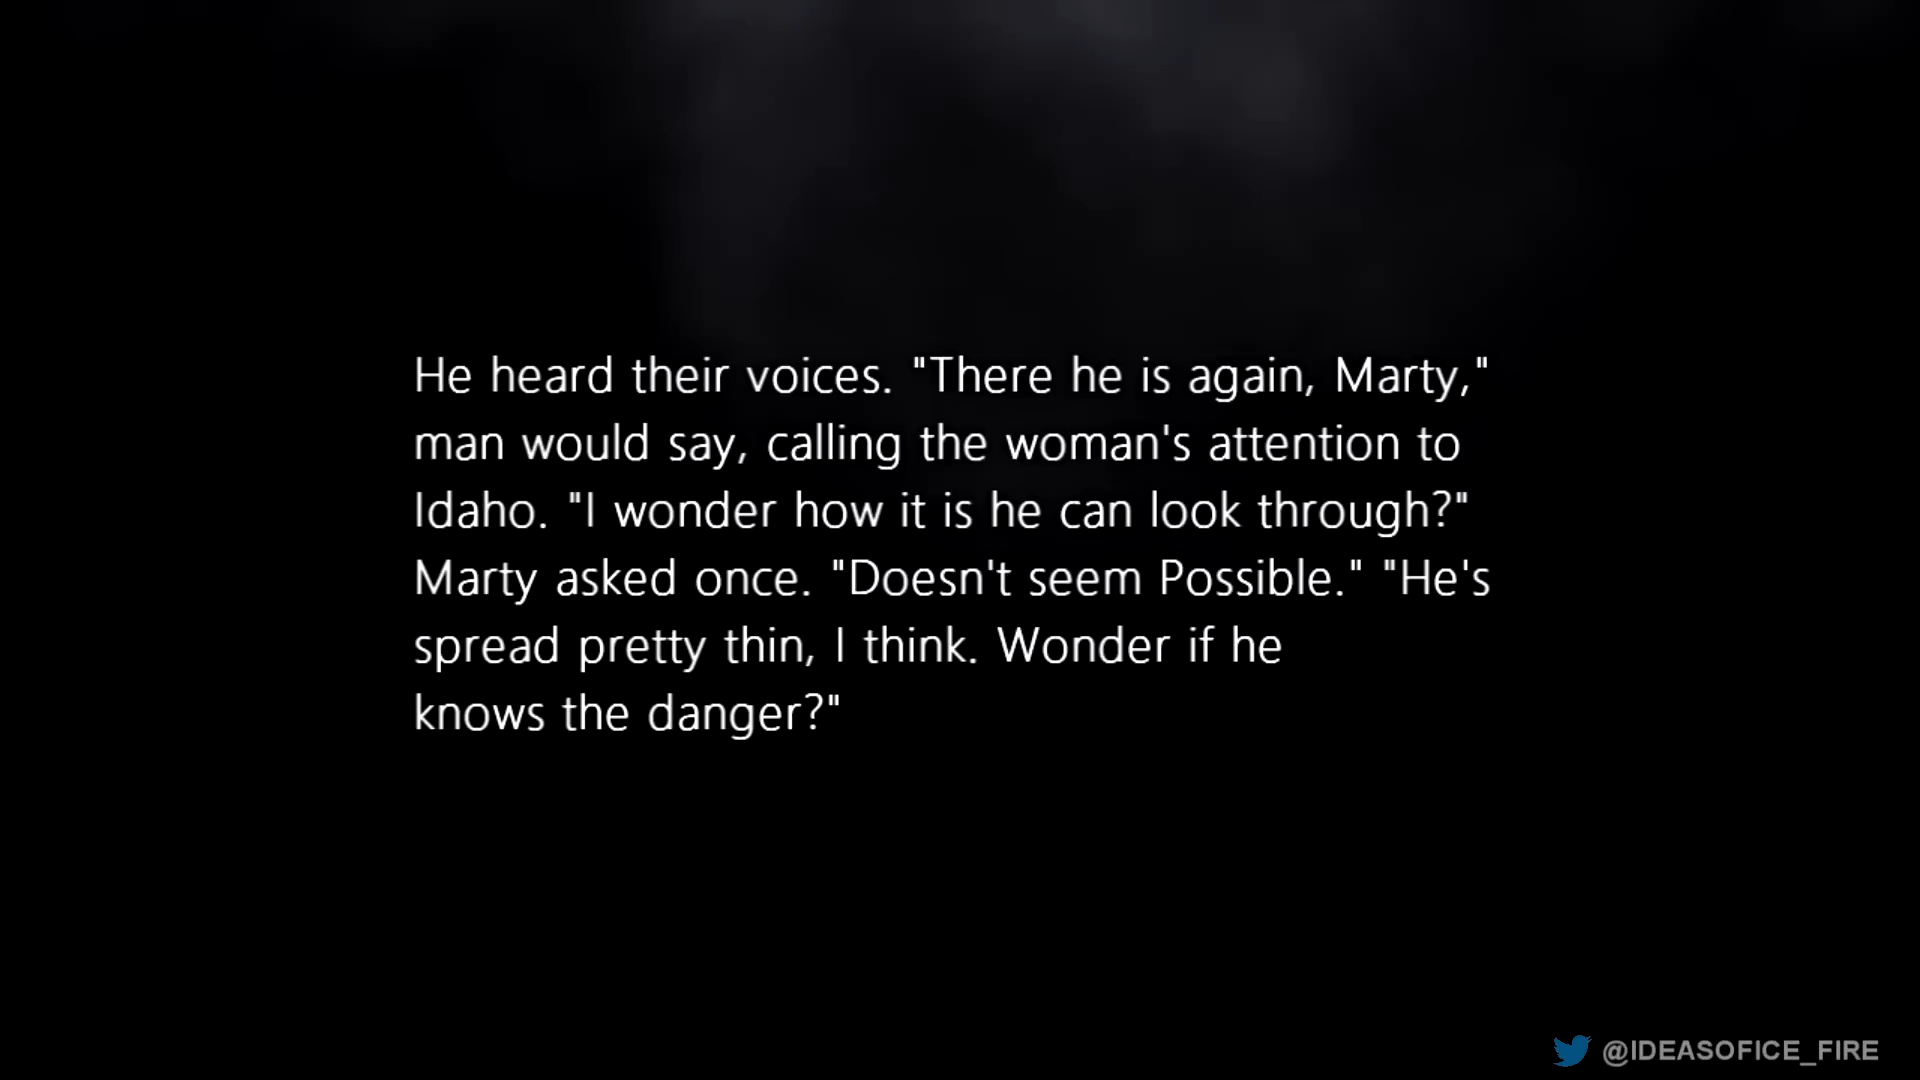 He heard their voices. "There he is again, Marty,"
man would say, calling the woman's attention to
Idaho. "I wonder how it is he can look through?"
Marty asked once. "Doesn't seem Possible." "He's
spread pretty thin, I think. Wonder if he
knows the danger?"
@IDEASOFICE_FIRE